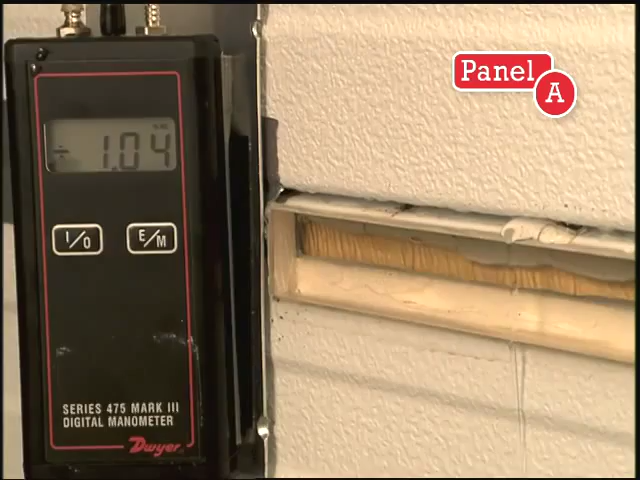 Panel
A
1.04
I/O
E/M
SERIES 475 MARK III
DIGITAL MANOMETER
Dwyer